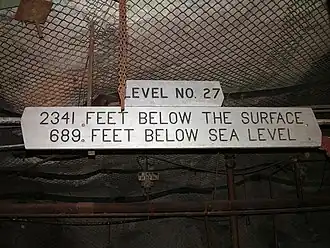 LEVEL NO. 27
2341 FEET BELOW THE SURFACE
689 FEET BELOW SEA LEVEL